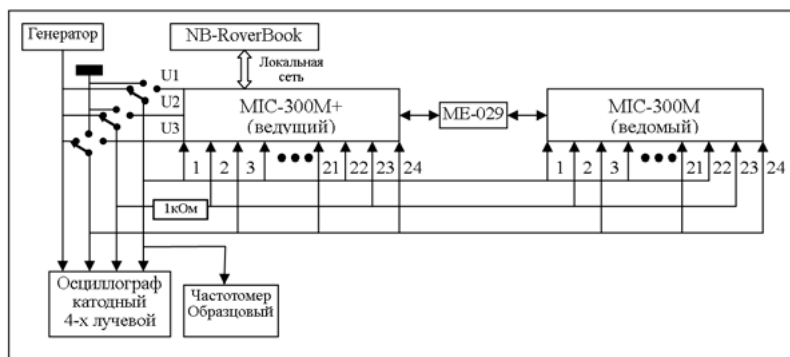 Генератор
NB-RoverBook
Локальная
сеть
U1
U2
U3
MIC-300M+
(ведущий)
ME-029
MIC-300M
(ведомый)
1 2 3 21 22 23 24
1 2 3 21 22 23 24
1кОм
Осциллограф
катодный
4-х лучевой
Частотомер
Образцовый